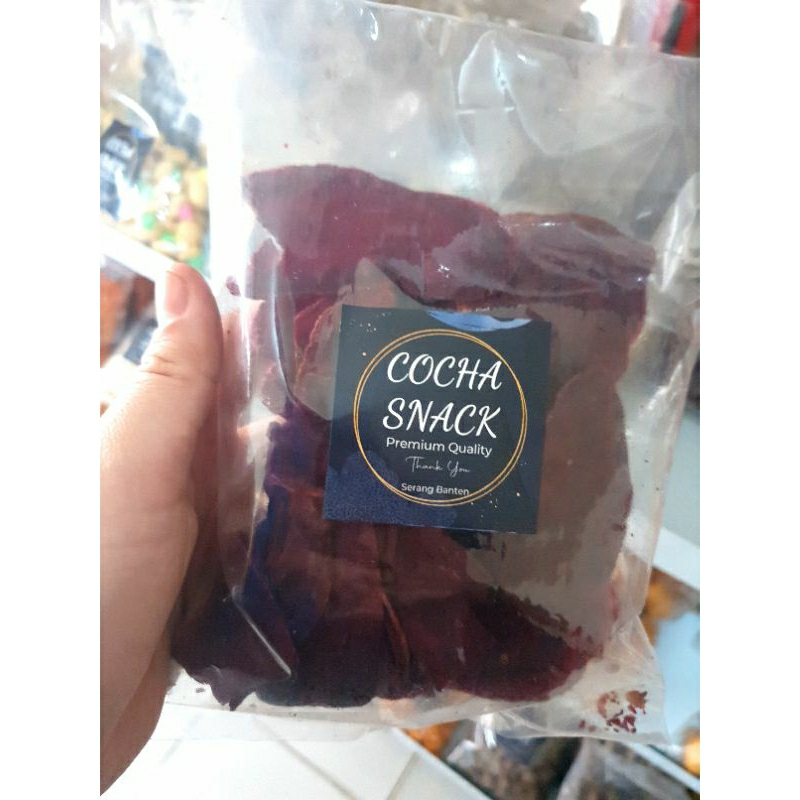 COCHA
SNACK
Premium Quality
Thank You
Serang Banten